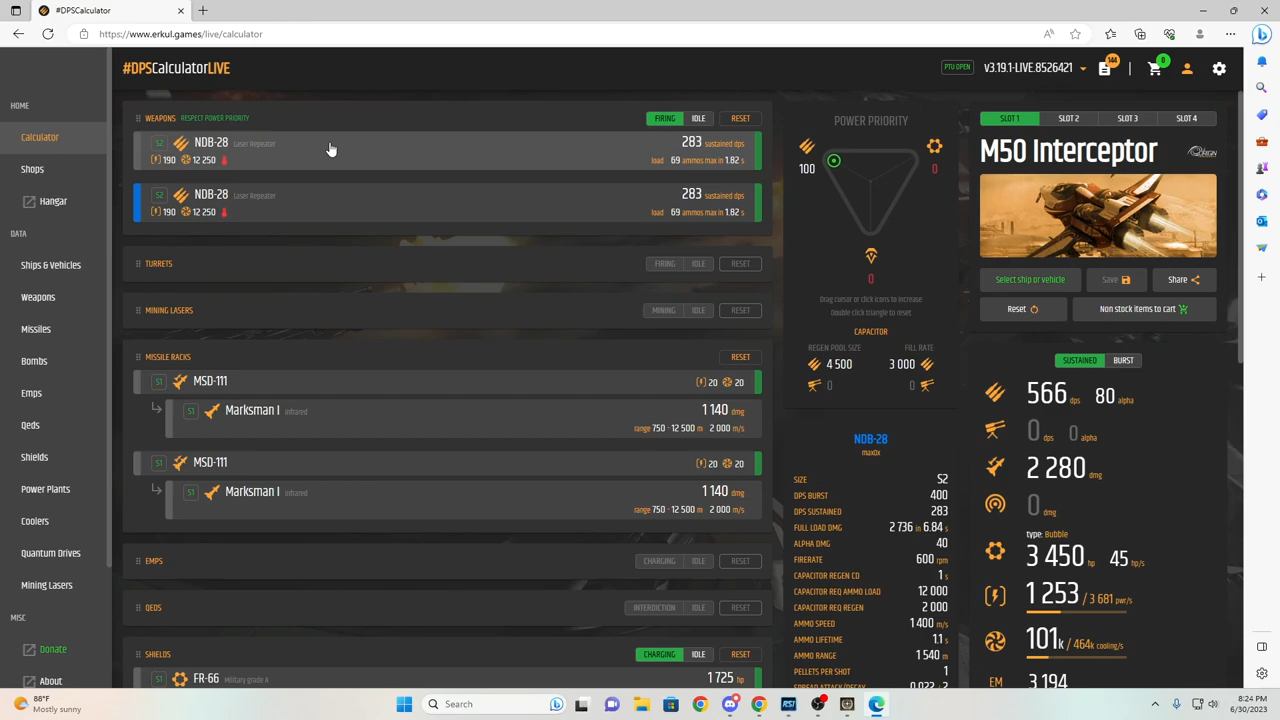 #DPSCalculator
https://www.erkul.games/live/calculator
#DPSCalculatorLIVE
PTU OPEN
v3.19.1-LIVE.8526421
144
0
HOME
Calculator
Shops
Hangar
DATA
Ships & Vehicles
Weapons
Missiles
Bombs
Emps
Qeds
Shields
Power Plants
Coolers
Quantum Drives
Mining Lasers
MISC
Donate
About
WEAPONS RESPECT POWER PRIORITY FIRING IDLE RESET
S2 NDB-28 Laser Repeater 283 sustained dps
190 12 250 load 69 ammos max in 1.82 s
S2 NDB-28 Laser Repeater 283 sustained dps
190 12 250 load 69 ammos max in 1.82 s
TURRETS FIRING IDLE RESET
MINING LASERS MINING IDLE RESET
MISSILE RACKS RESET
S1 MSD-111 20 20
S1 Marksman I infrared 1 140 dmg
range 750 - 12 500 m 2 000 m/s
S1 MSD-111 20 20
S1 Marksman I infrared 1 140 dmg
range 750 - 12 500 m 2 000 m/s
EMPS CHARGING IDLE RESET
QEDS INTERDICTION IDLE RESET
SHIELDS CHARGING IDLE RESET
S1 FR-66 Military grade A 1 725 hp
POWER PRIORITY
100 0
0
Drag cursor or click icons to increase
Double click triangle to reset
CAPACITOR
REGEN POOL SIZE FILL RATE
4 500 3 000
0 0
NDB-28
maxox
SIZE S2
DPS BURST 400
DPS SUSTAINED 283
FULL LOAD DMG 2 736 in 6.84 s
ALPHA DMG 40
FIRERATE 600 rpm
CAPACITOR REGEN CD 1 s
CAPACITOR REQ AMMO LOAD 12 000
CAPACITOR REQ REGEN 2 000
AMMO SPEED 1 400 m/s
AMMO LIFETIME 1.1 s
AMMO RANGE 1 540 m
PELLETS PER SHOT 1
SLOT 1 SLOT 2 SLOT 3 SLOT 4
M50 Interceptor
ORIGIN
Select ship or vehicle Save Share
Reset Non stock items to cart
SUSTAINED BURST
566 dps 80 alpha
0 dps 0 alpha
2 280 dmg
0 dmg
type: Bubble
3 450 hp 45 hp/s
1 253 / 3 681 pwr/s
101k / 464k cooling/s
EM 3 194
88°F
Mostly sunny
Search
RSI
8:24 PM
6/30/2023